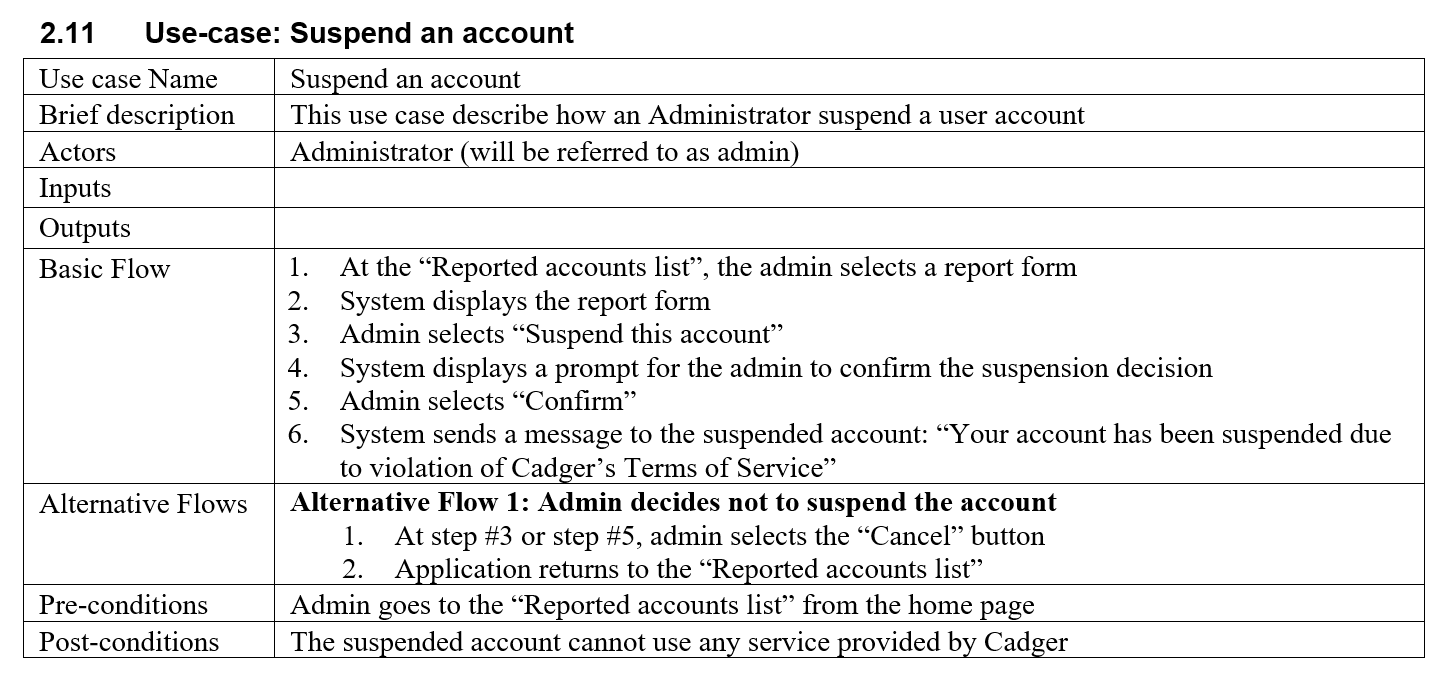 2.11 Use-case: Suspend an account
Use case Name Suspend an account
Brief description This use case describe how an Administrator suspend a user account
Actors Administrator (will be referred to as admin)
Inputs
Outputs
Basic Flow 1. At the “Reported accounts list”, the admin selects a report form
2. System displays the report form
3. Admin selects “Suspend this account”
4. System displays a prompt for the admin to confirm the suspension decision
5. Admin selects “Confirm”
6. System sends a message to the suspended account: “Your account has been suspended due
to violation of Cadger’s Terms of Service”
Alternative Flows Alternative Flow 1: Admin decides not to suspend the account
1. At step #3 or step #5, admin selects the “Cancel” button
2. Application returns to the “Reported accounts list”
Pre-conditions Admin goes to the “Reported accounts list” from the home page
Post-conditions The suspended account cannot use any service provided by Cadger